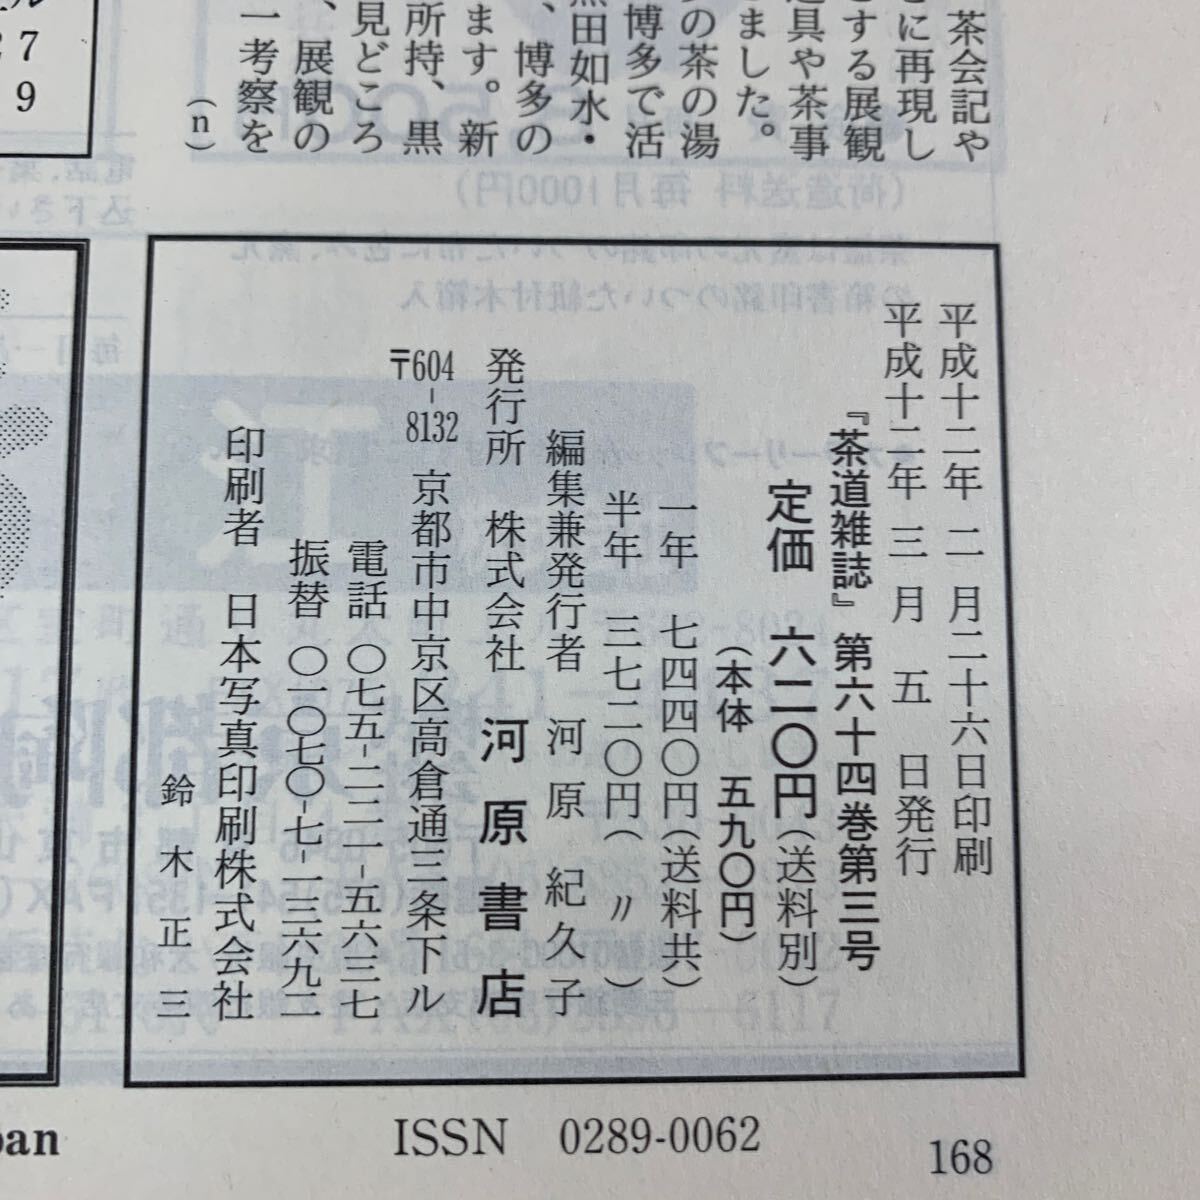 茶会記や
に再現し
する展観
道具や茶事
ました。
の茶の湯
博多で活
黒田如水・
、博多の
ます。新
所持、黒
見どころ
、展観の
一考察を
(n)
7
9
平成十二年 二月二十六日印刷
平成十二年 三月 五 日発行
『茶道雑誌』第六十四巻第三号
定価 六二〇円(送料別)
(本体 五九〇円)
一年 七四四〇円(送料共)
半年 三七二〇円( 〃 )
編集兼発行者 河原 紀久子
発行所 株式会社 河原書店
〒604-8132 京都市中京区高倉通三条下ル
電話 〇七五-二二一-五六三七
振替 〇一〇七〇-七-一三六九二
印刷者 日本写真印刷株式会社
鈴木正三
ISSN 0289-0062
168